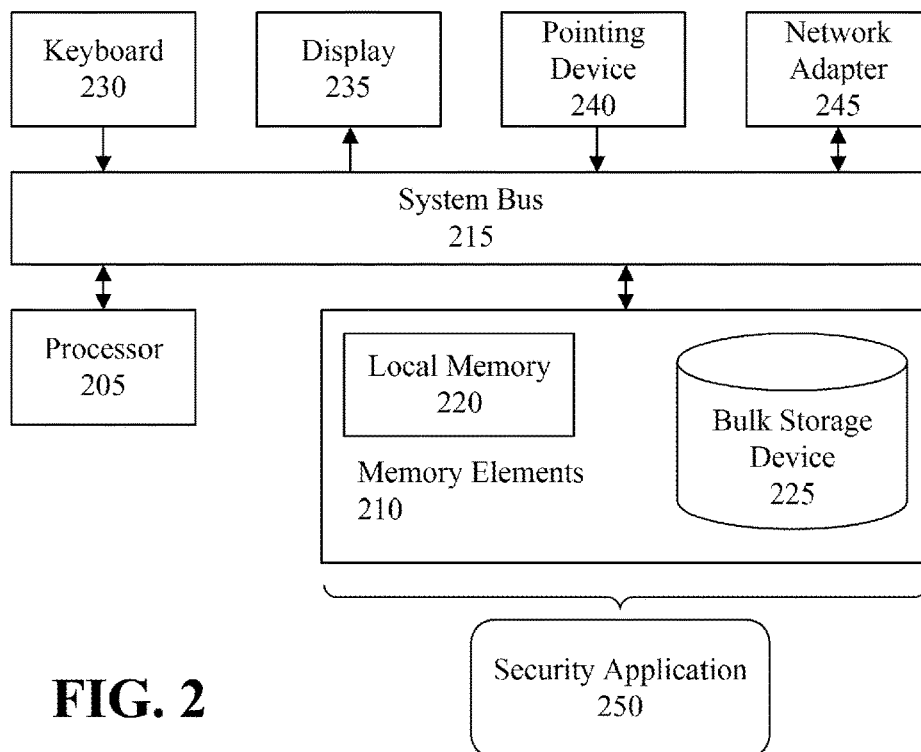 Keyboard
230
Display
235
Pointing
Device
240
Network
Adapter
245
System Bus
215
Processor
205
Local Memory
220
Memory Elements
210
Bulk Storage
Device
225
Security Application
250
FIG. 2